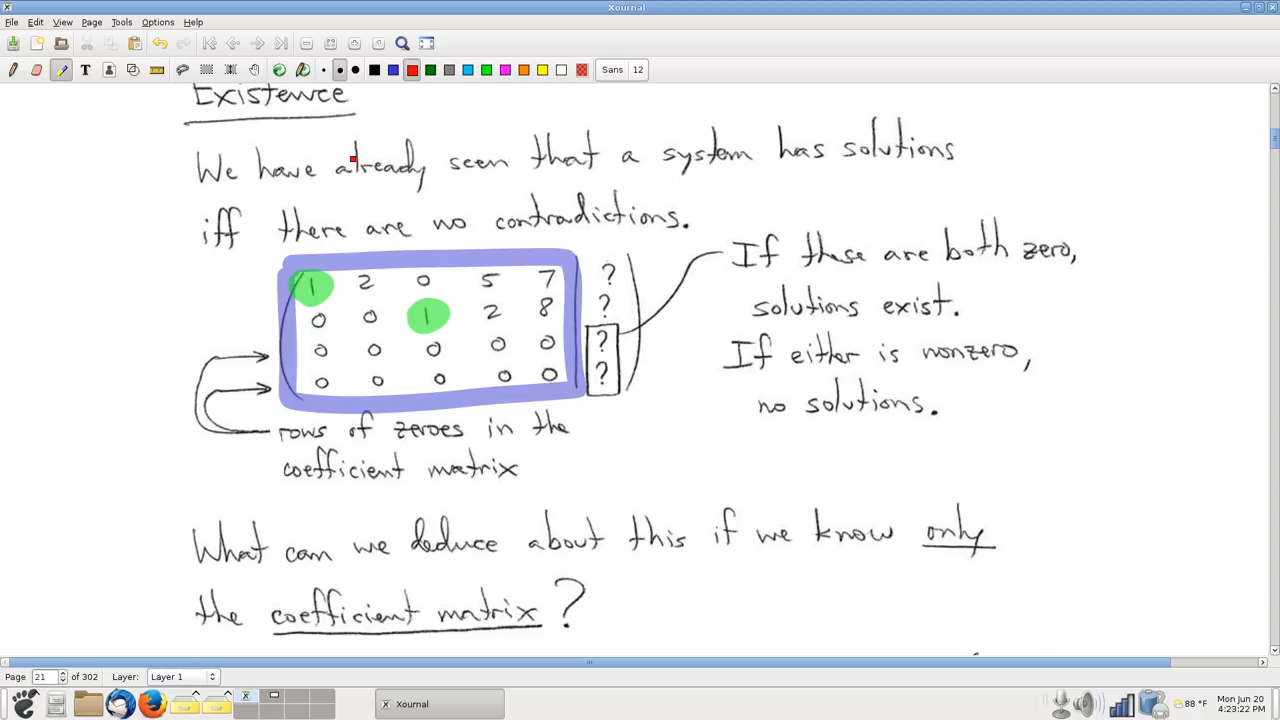 Xournal
File Edit View Page Tools Options Help
Sans 12
Existence
We have already seen that a system has solutions
iff there are no contradictions.
1 2 0 5 7 ?
0 0 1 2 8 ?
0 0 0 0 0 ?
0 0 0 0 0 ?
If these are both zero,
solutions exist.
If either is nonzero,
no solutions.
rows of zeroes in the
coefficient matrix
What can we deduce about this if we know only
the coefficient matrix?
Page 21 of 302 Layer: Layer 1
Xournal
88 °F
Mon Jun 20
4:23:22 PM